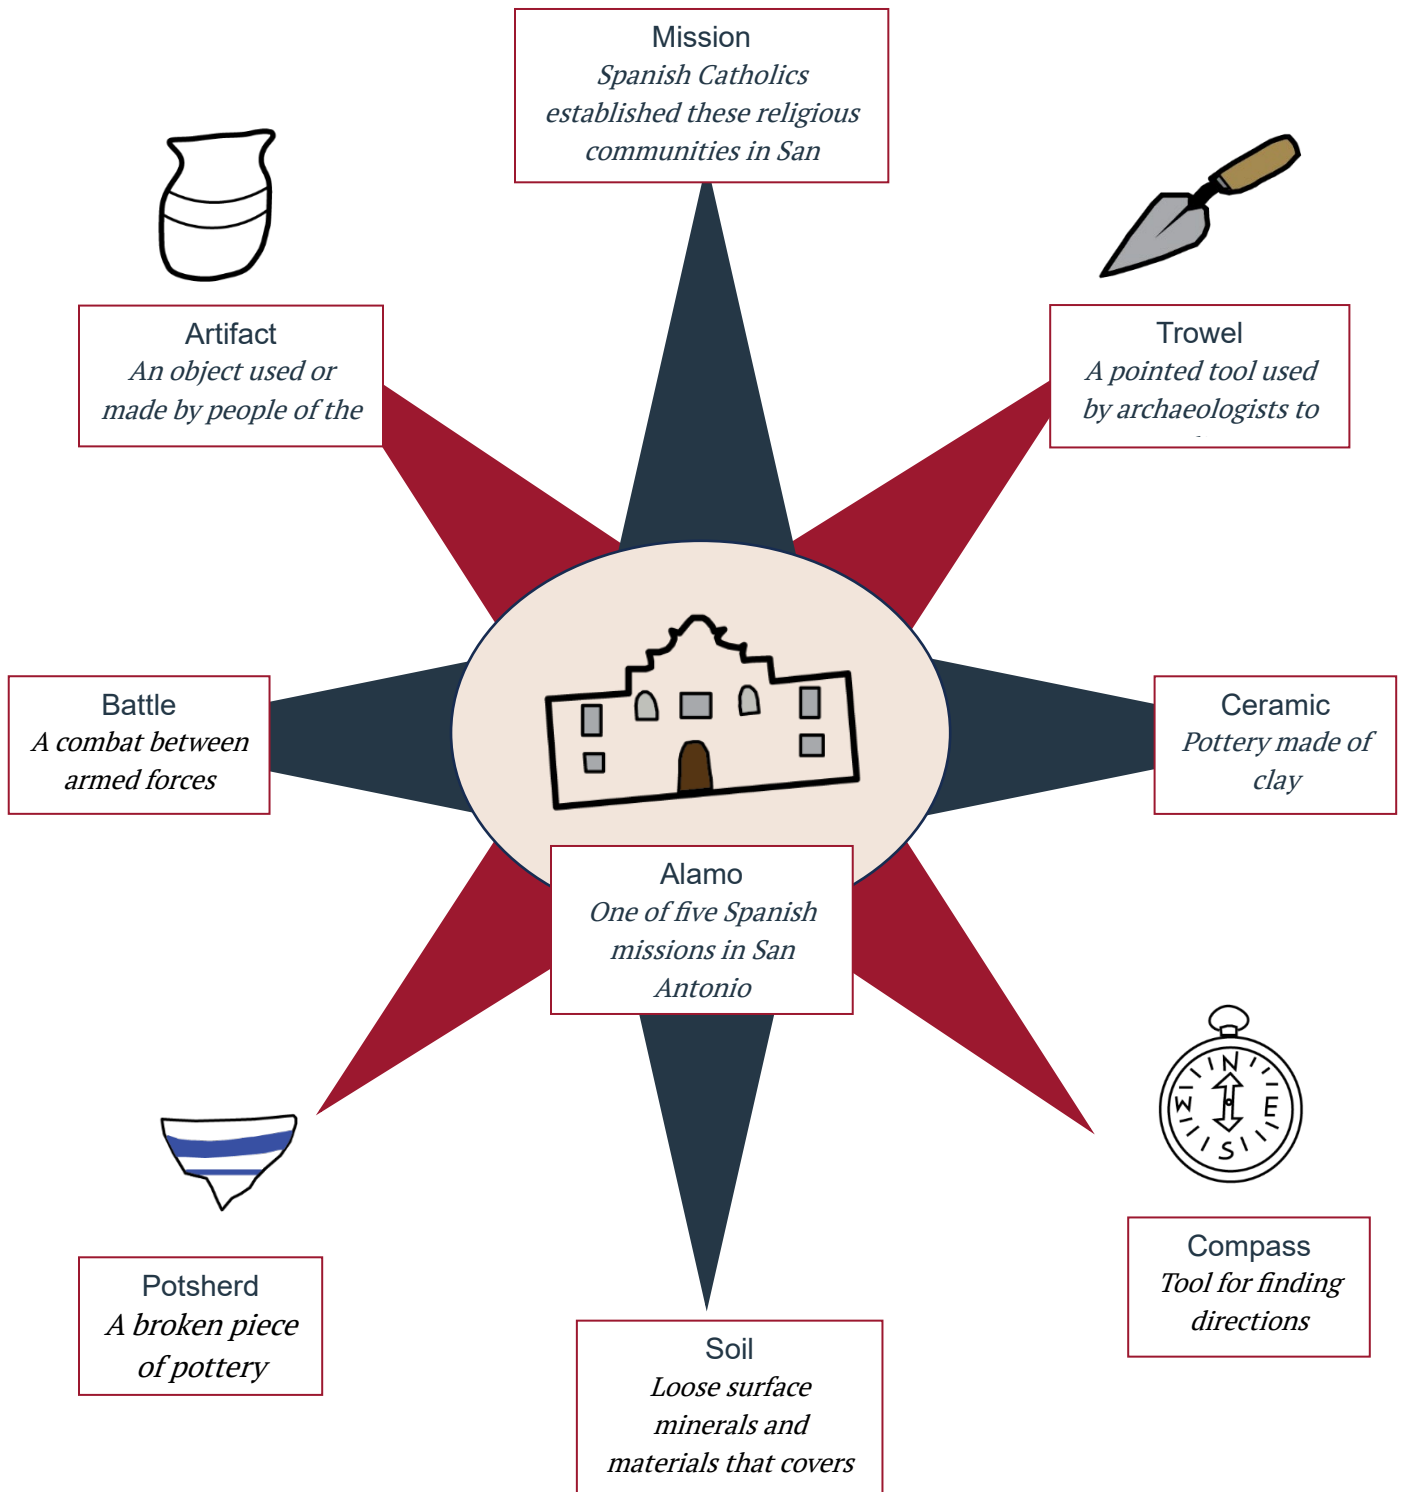 Mission
Spanish Catholics
established these religious
communities in San
Artifact
An object used or
made by people of the
Trowel
A pointed tool used
by archaeologists to
Battle
A combat between
armed forces
Ceramic
Pottery made of
clay
Alamo
One of five Spanish
missions in San
Antonio
N
W
E
S
Potsherd
A broken piece
of pottery
Compass
Tool for finding
directions
Soil
Loose surface
minerals and
materials that covers